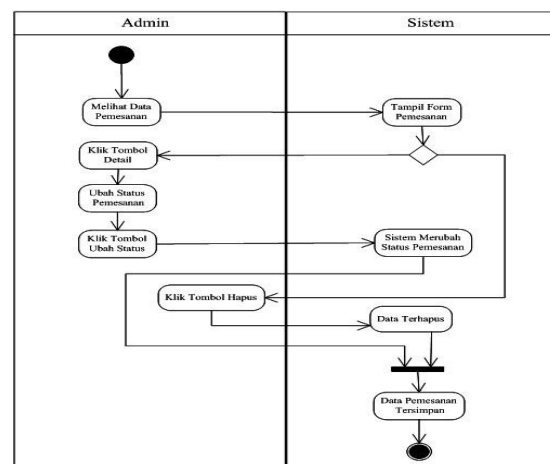 Admin
Sistem
Melihat Data
Pemesanan
Tampil Form
Pemesanan
Klik Tombol
Detail
Ubah Status
Pemesanan
Klik Tombol
Ubah Status
Sistem Merubah
Status Pemesanan
Klik Tombol Hapus
Data Terhapus
Data Pemesanan
Tersimpan